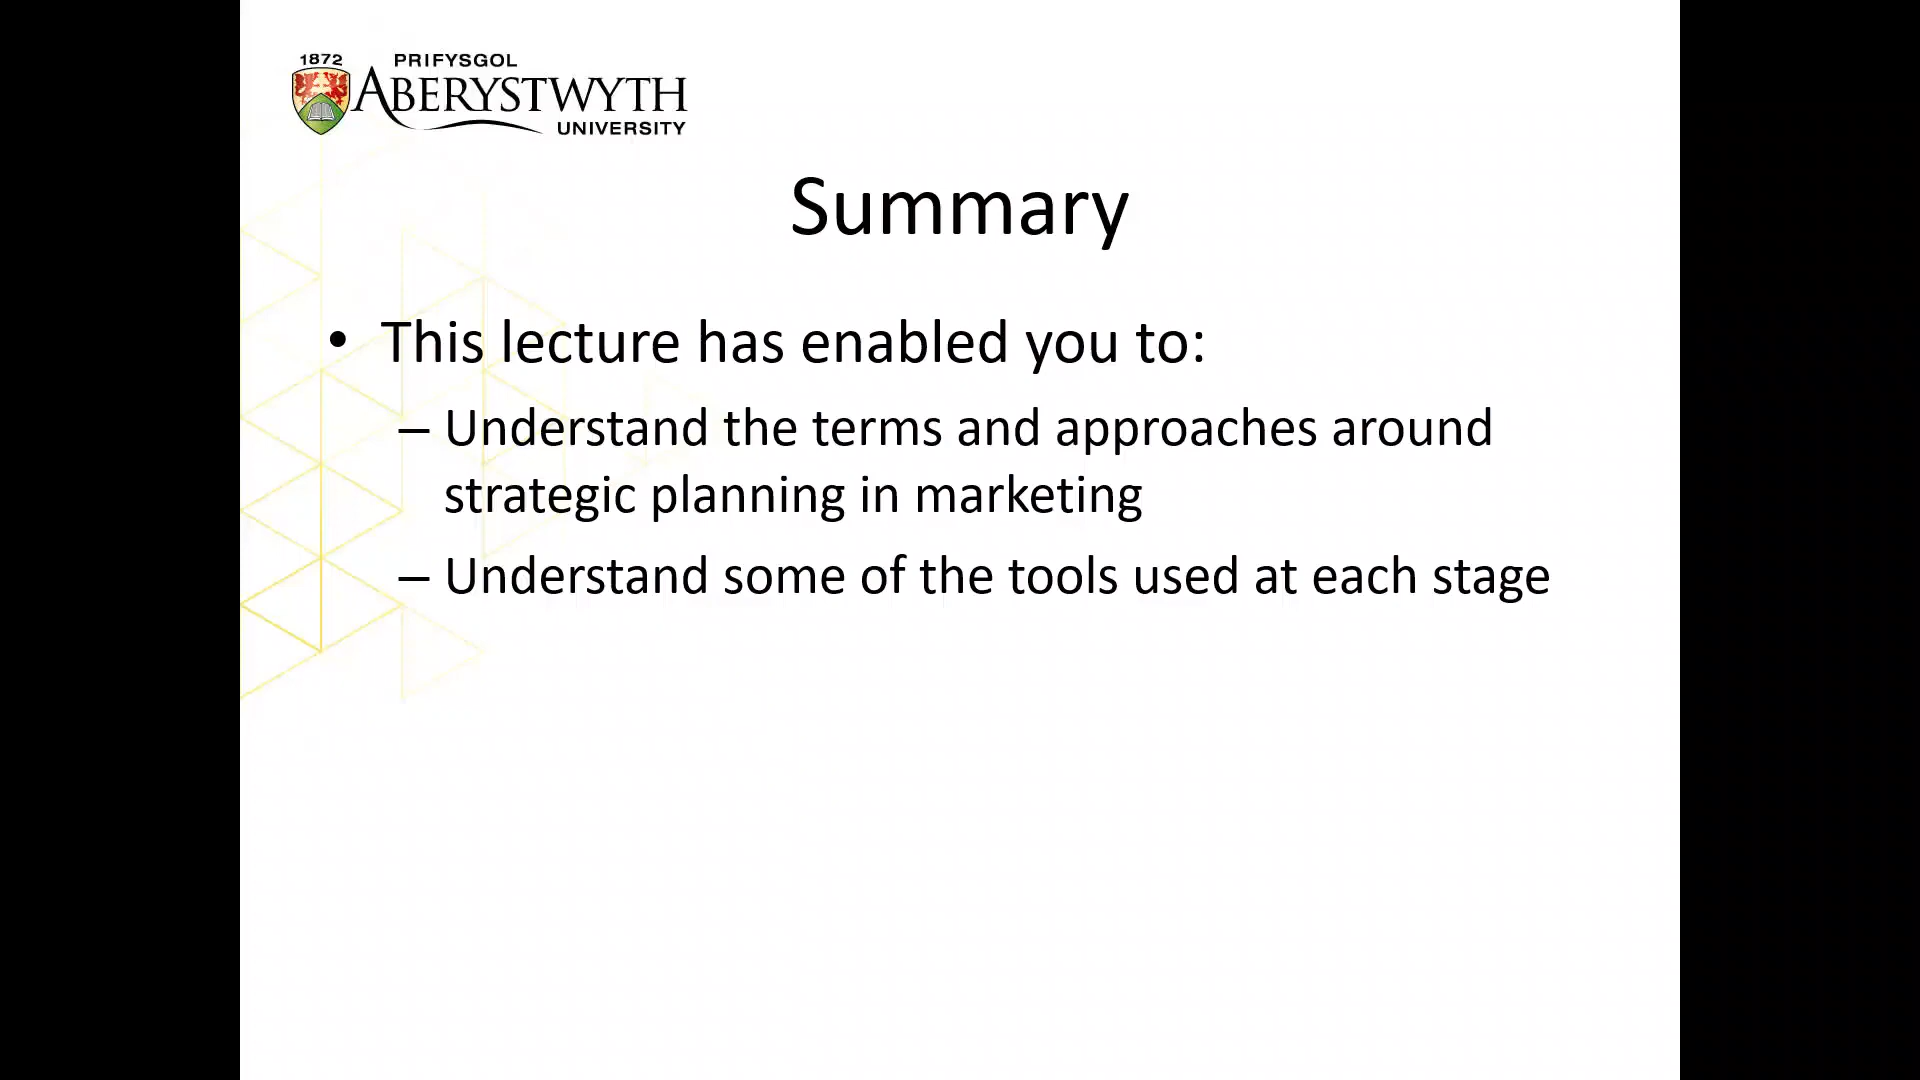 1872
PRIFYSGOL
ABERYSTWYTH
UNIVERSITY
Summary
• This lecture has enabled you to:
– Understand the terms and approaches around
strategic planning in marketing
– Understand some of the tools used at each stage